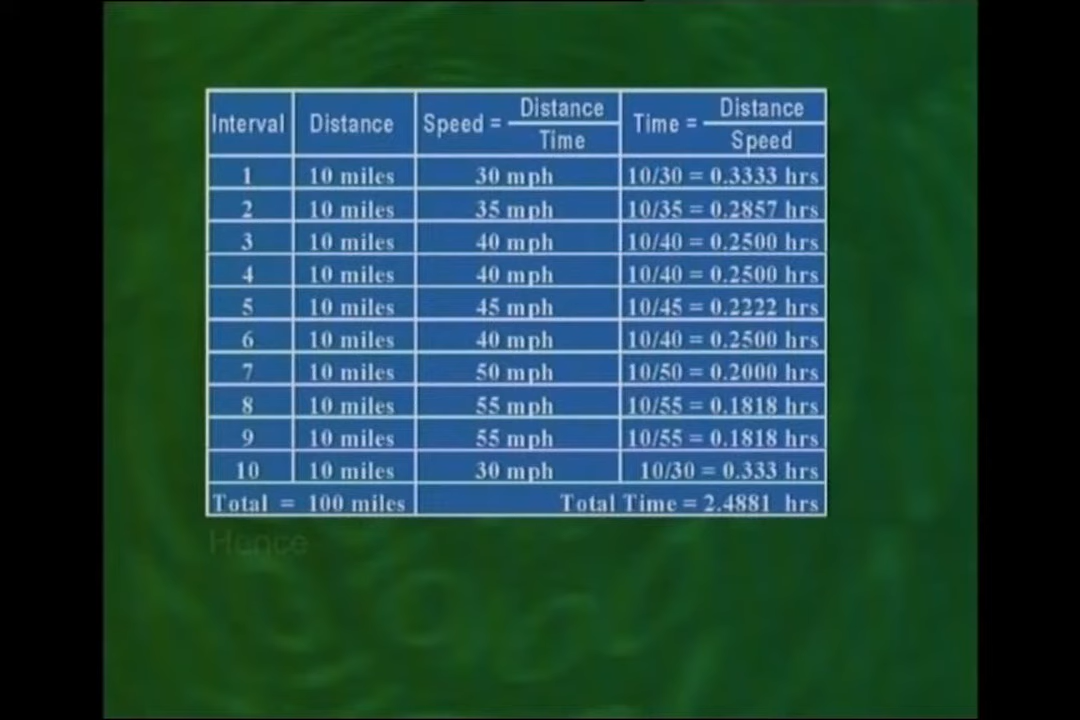 Interval Distance Speed = Distance / Time Time = Distance / Speed
1 10 miles 30 mph 10/30 = 0.3333 hrs
2 10 miles 35 mph 10/35 = 0.2857 hrs
3 10 miles 40 mph 10/40 = 0.2500 hrs
4 10 miles 40 mph 10/40 = 0.2500 hrs
5 10 miles 45 mph 10/45 = 0.2222 hrs
6 10 miles 40 mph 10/40 = 0.2500 hrs
7 10 miles 50 mph 10/50 = 0.2000 hrs
8 10 miles 55 mph 10/55 = 0.1818 hrs
9 10 miles 55 mph 10/55 = 0.1818 hrs
10 10 miles 30 mph 10/30 = 0.333 hrs
Total = 100 miles Total Time = 2.4881 hrs
Hence